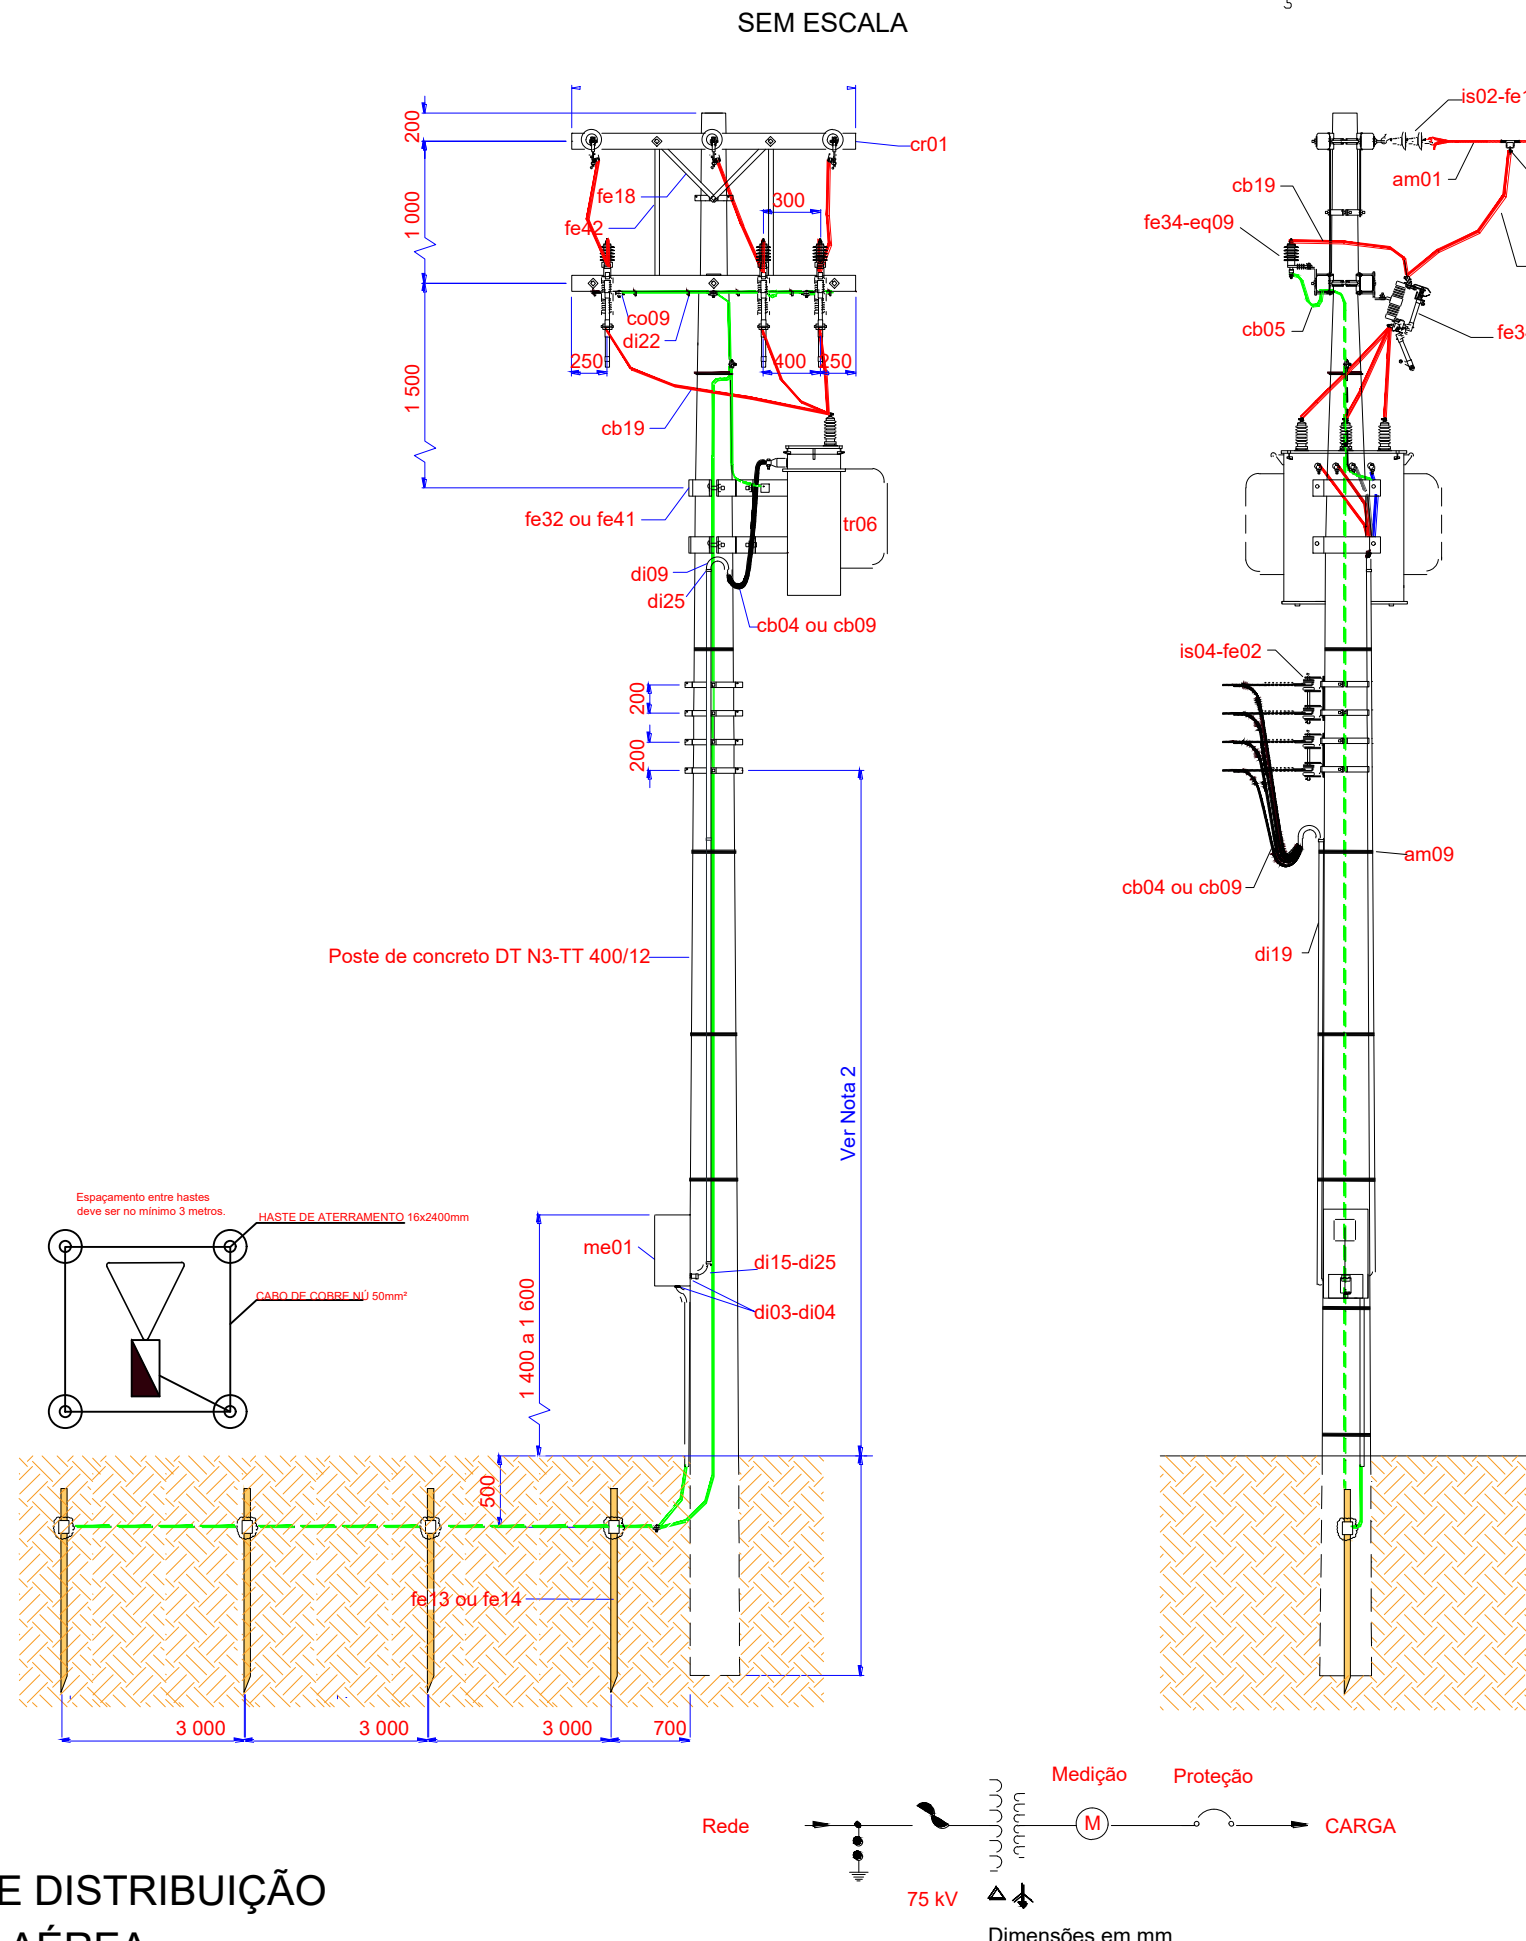 SEM ESCALA
is02-fe1
cr01
200
cb19
am01
fe18
300
fe34-eq09
fe42
1 000
co09
cb05
fe3
di22
250
400
250
1 500
cb19
fe32 ou fe41
tr06
di09
di25
cb04 ou cb09
is04-fe02
200
200
am09
cb04 ou cb09
Poste de concreto DT N3-TT 400/12
di19
Ver Nota 2
Espaçamento entre hastes
deve ser no mínimo 3 metros.
HASTE DE ATERRAMENTO 16x2400mm
me01
di15-di25
CABO DE COBRE NÚ 50mm²
di03-di04
1 400 a 1 600
500
fe13 ou fe14
3 000
3 000
3 000
700
Medição
Proteção
Rede
M
CARGA
75 kV
E DISTRIBUIÇÃO
AÉREA
Dimensões em mm